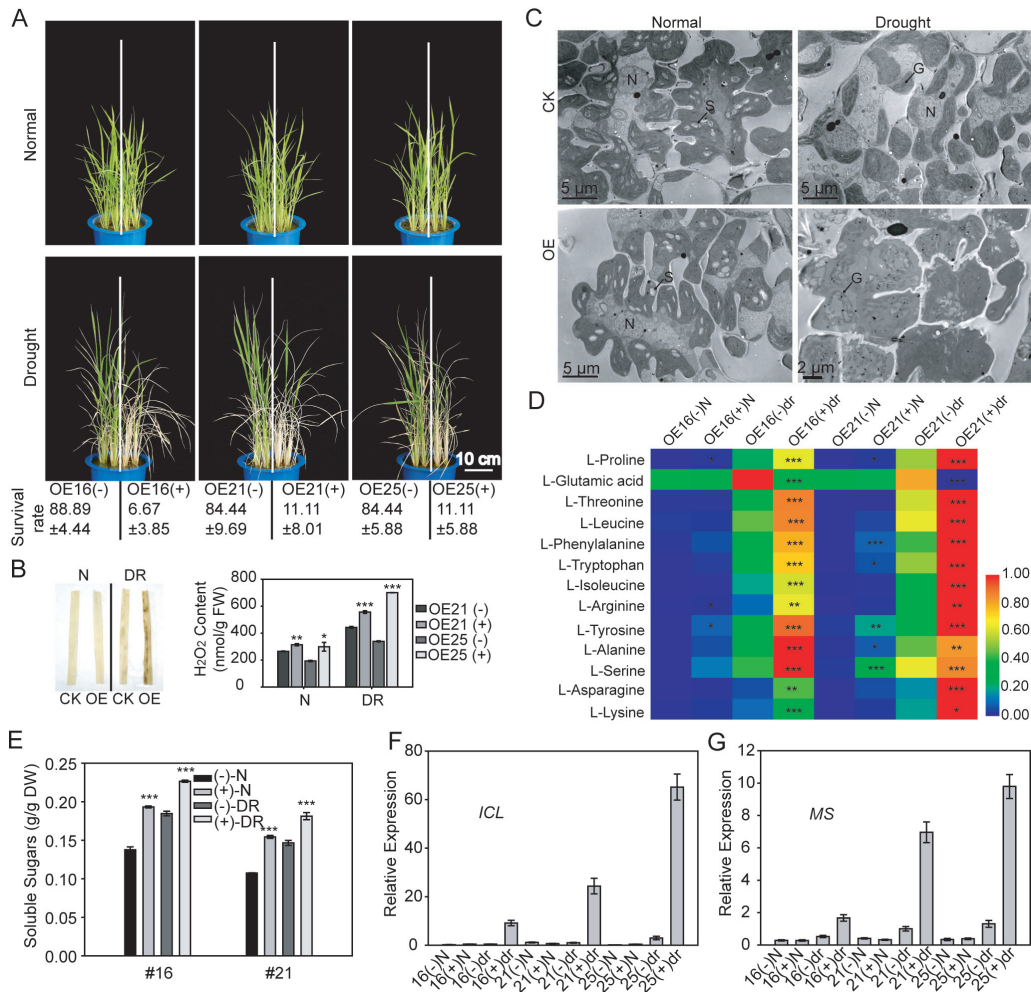 A
Normal
Drought
10 cm
Survival rate
OE16(-) OE16(+) OE21(-) OE21(+) OE25(-) OE25(+)
88.89 6.67 84.44 11.11 84.44 11.11
±4.44 ±3.85 ±9.69 ±8.01 ±5.88 ±5.88
B
N DR
CK OE CK OE
H2O2 Content
(nmol/g FW)
800
600
400
200
0
** * *** ***
N DR
OE21 (-)
OE21 (+)
OE25 (-)
OE25 (+)
C
Normal Drought
CK
OE
N S
5 μm
G N
5 μm
S N
5 μm
G
2 μm
D
OE16(-)N OE16(+)N OE16(-)dr OE16(+)dr OE21(-)N OE21(+)N OE21(-)dr OE21(+)dr
L-Proline * *** * ***
L-Glutamic acid *** ***
L-Threonine *** ***
L-Leucine *** ***
L-Phenylalanine *** *** ***
L-Tryptophan *** * ***
L-Isoleucine *** ***
L-Arginine * ** **
L-Tyrosine * *** ** ***
L-Alanine *** * **
L-Serine *** *** ***
L-Asparagine ** ***
L-Lysine *** *
1.00
0.80
0.60
0.40
0.20
0.00
E
Soluble Sugars (g/g DW)
0.25
0.20
0.15
0.10
0.05
0.00
*** *** *** ***
(-)-N
(+)-N
(-)-DR
(+)-DR
#16 #21
F
Relative Expression
80
60
40
20
0
ICL
16(-)N 16(+)N 16(-)dr 16(+)dr 21(-)N 21(+)N 21(-)dr 21(+)dr 25(-)N 25(+)N 25(-)dr 25(+)dr
G
Relative Expression
12
10
8
6
4
2
0
MS
16(-)N 16(+)N 16(-)dr 16(+)dr 21(-)N 21(+)N 21(-)dr 21(+)dr 25(-)N 25(+)N 25(-)dr 25(+)dr